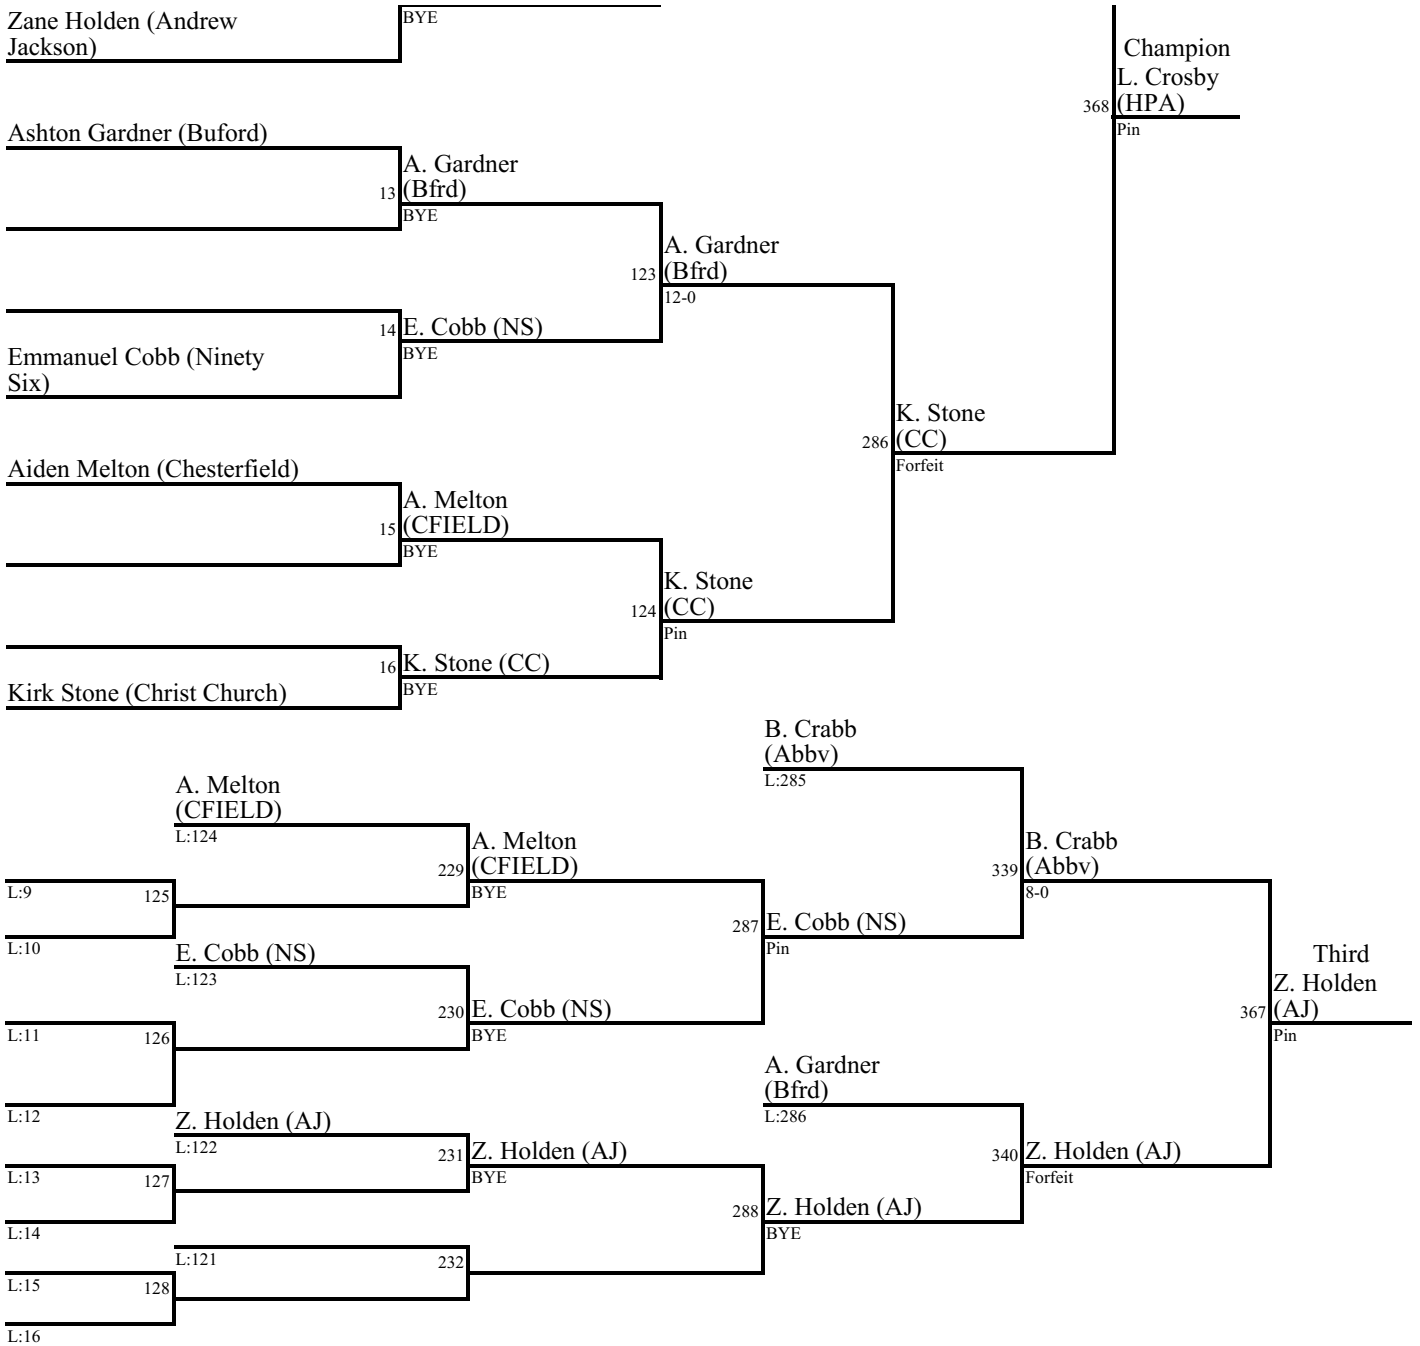 Zane Holden (Andrew
Jackson)
BYE
Champion
L. Crosby
(HPA)
368
Pin
Ashton Gardner (Buford)
A. Gardner
(Bfrd)
13
BYE
A. Gardner
(Bfrd)
123
12-0
14
E. Cobb (NS)
BYE
Emmanuel Cobb (Ninety
Six)
K. Stone
(CC)
286
Forfeit
Aiden Melton (Chesterfield)
A. Melton
(CFIELD)
15
BYE
K. Stone
(CC)
124
Pin
16
K. Stone (CC)
BYE
Kirk Stone (Christ Church)
B. Crabb
(Abbv)
L:285
A. Melton
(CFIELD)
L:124
A. Melton
(CFIELD)
229
BYE
B. Crabb
(Abbv)
339
8-0
L:9
125
L:10
287
E. Cobb (NS)
Pin
E. Cobb (NS)
L:123
230
E. Cobb (NS)
BYE
Third
Z. Holden
(AJ)
367
Pin
L:11
126
L:12
A. Gardner
(Bfrd)
L:286
Z. Holden (AJ)
L:122
231
Z. Holden (AJ)
BYE
340
Z. Holden (AJ)
Forfeit
L:13
127
L:14
288
Z. Holden (AJ)
BYE
L:121
232
L:15
128
L:16